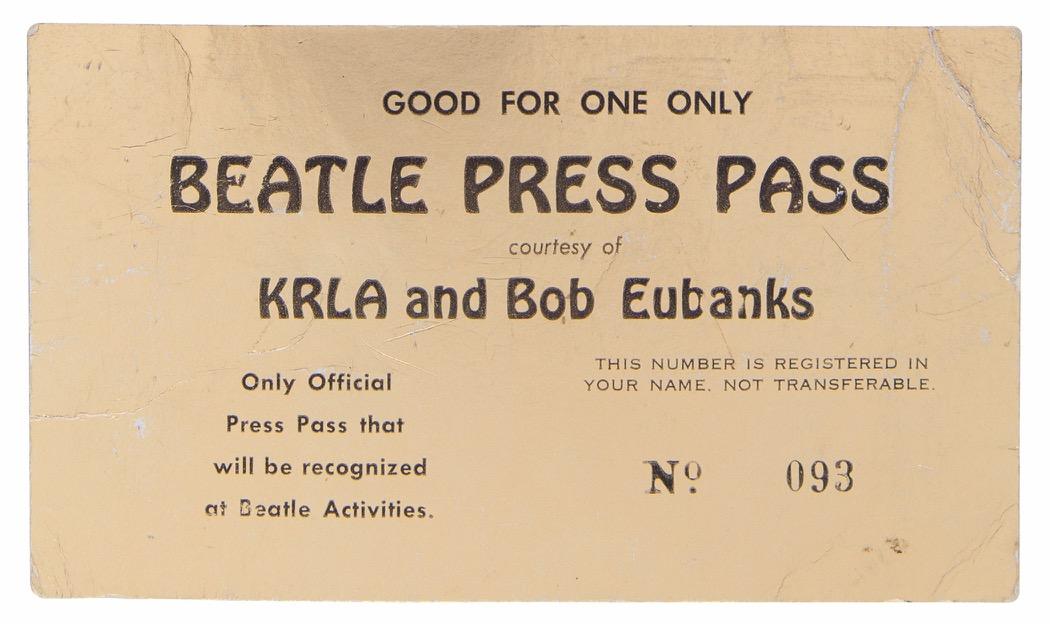 GOOD FOR ONE ONLY
BEATLE PRESS PASS
courtesy of
KRLA and Bob Eubanks
Only Official
Press Pass that
will be recognized
at Beatle Activities.
THIS NUMBER IS REGISTERED IN
YOUR NAME. NOT TRANSFERABLE.
Nº 093